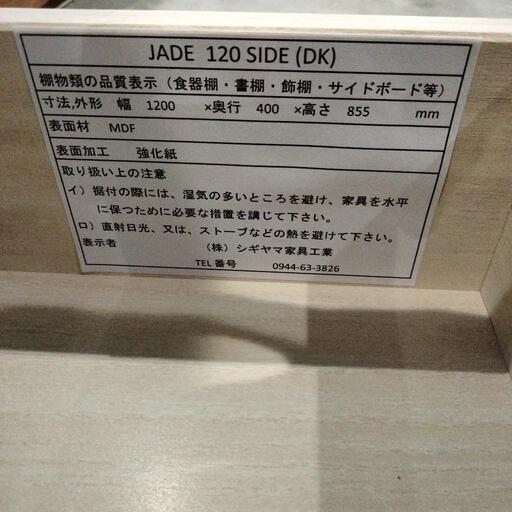 JADE 120 SIDE (DK)
棚物類の品質表示(食器棚・書棚・飾棚・サイドボード等)
寸法,外形 幅 1200 ×奥行 400 ×高さ 855 mm
表面材 MDF
表面加工 強化紙
取り扱い上の注意
イ)据付の際には、湿気の多いところを避け、家具を水平
に保つために必要な措置を講じて下さい。
ロ)直射日光、又は、ストーブなどの熱を避けて下さい。
表示者 (株)シギヤマ家具工業
TEL番号 0944-63-3826